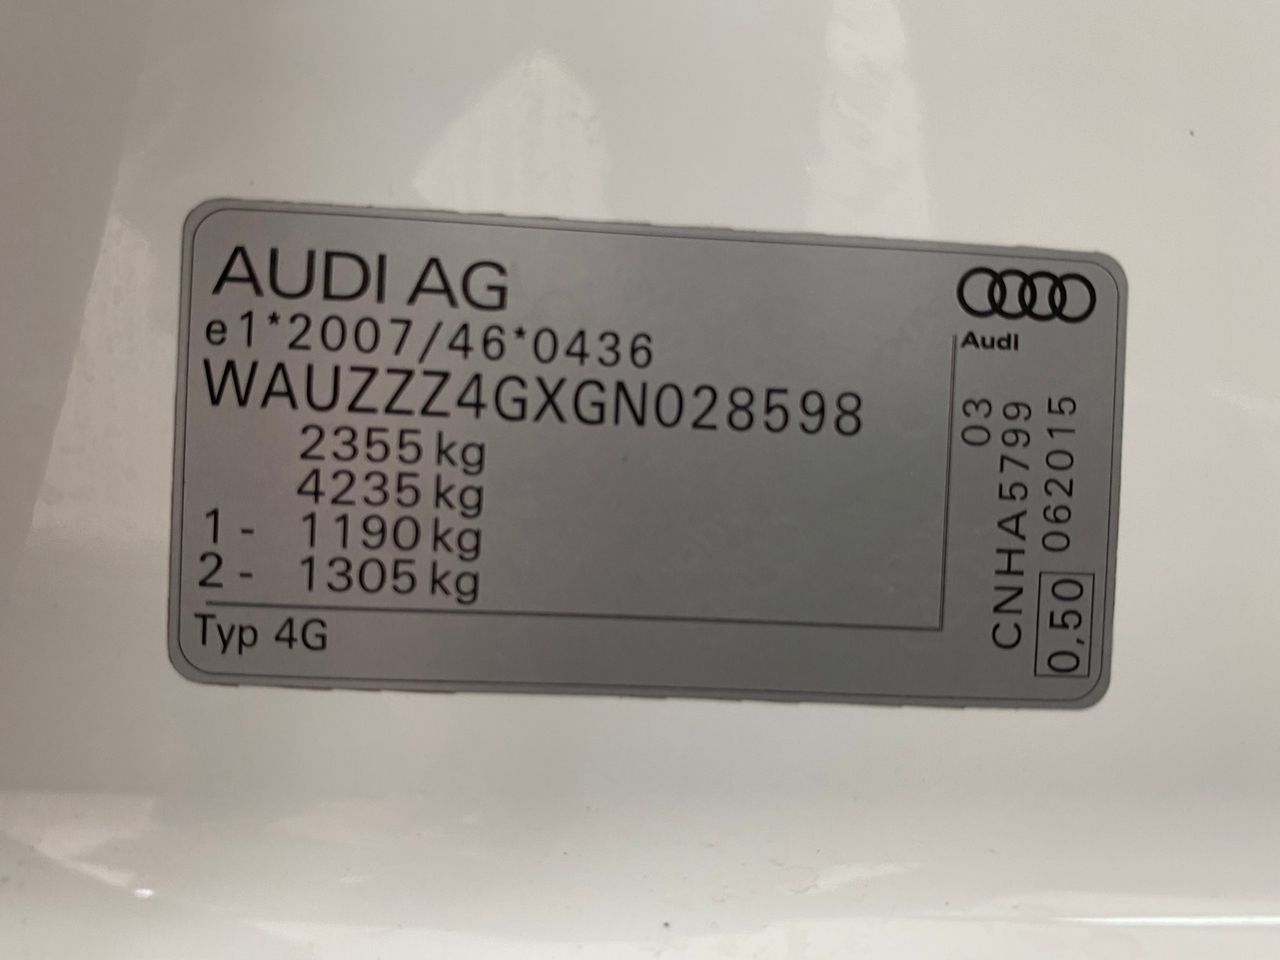 AUDI AG
e1*2007/46*0436
WAUZZZ4GXGN028598
2355 kg
4235 kg
1 - 1190 kg
2 - 1305 kg
Typ 4G
Audi
03
CNHA5799
0,50 062015